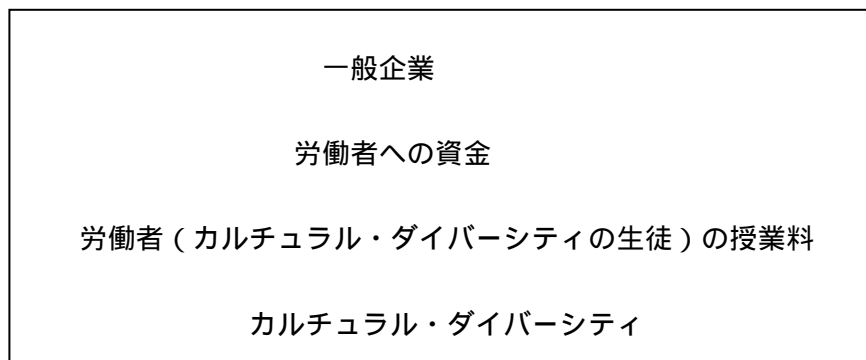 一般企業
労働者への資金
労働者（カルチュラル・ダイバーシティの生徒）の授業料
カルチュラル・ダイバーシティ